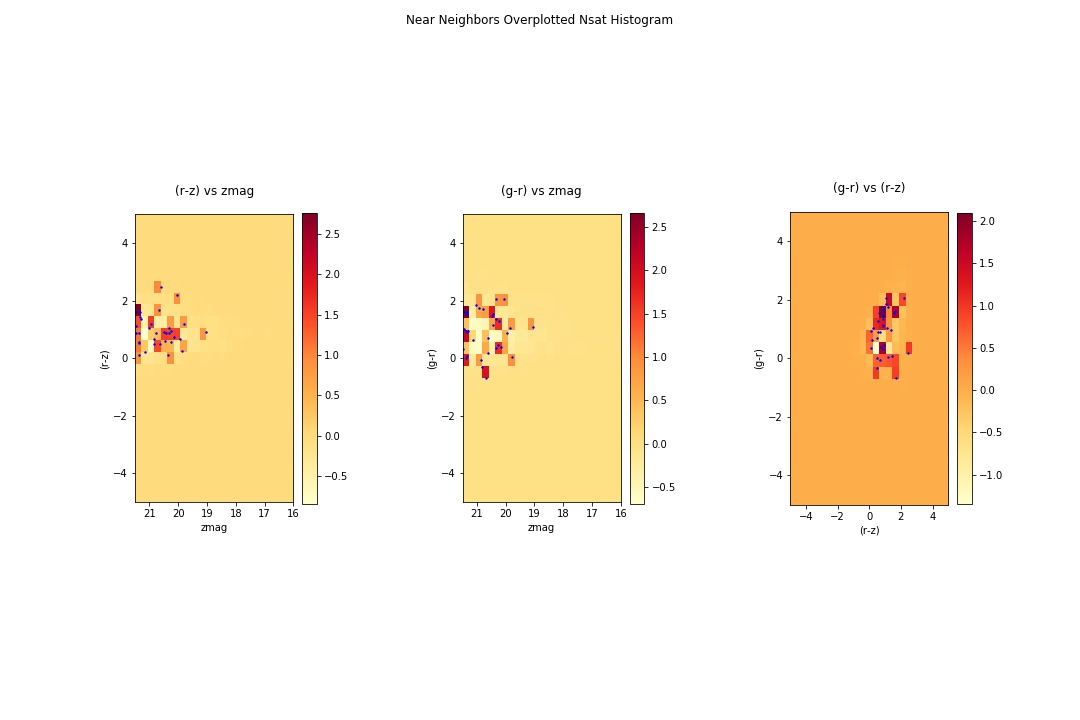 Near Neighbors Overplotted Nsat Histogram
(r-z) vs zmag
(r-z)
4
2
0
−2
−4
21 20 19 18 17 16
zmag
2.5
2.0
1.5
1.0
0.5
0.0
−0.5
(g-r) vs zmag
(g-r)
4
2
0
−2
−4
21 20 19 18 17 16
zmag
2.5
2.0
1.5
1.0
0.5
0.0
−0.5
(g-r) vs (r-z)
(g-r)
4
2
0
−2
−4
−4 −2 0 2 4
(r-z)
2.0
1.5
1.0
0.5
0.0
−0.5
−1.0